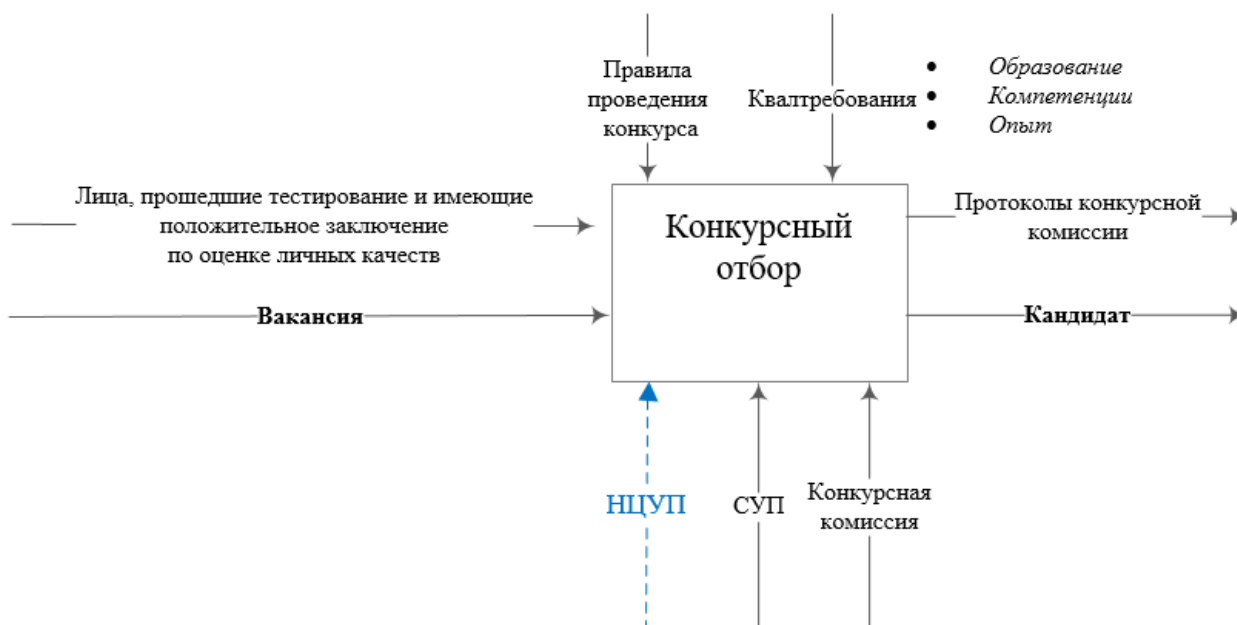 Правила
проведения
конкурса
Квалтребования
• Образование
• Компетенции
• Опыт
Лица, прошедшие тестирование и имеющие
положительное заключение
по оценке личных качеств
Конкурсный
отбор
Протоколы конкурсной
комиссии
Вакансия
Кандидат
НЦУП
СУП
Конкурсная
комиссия